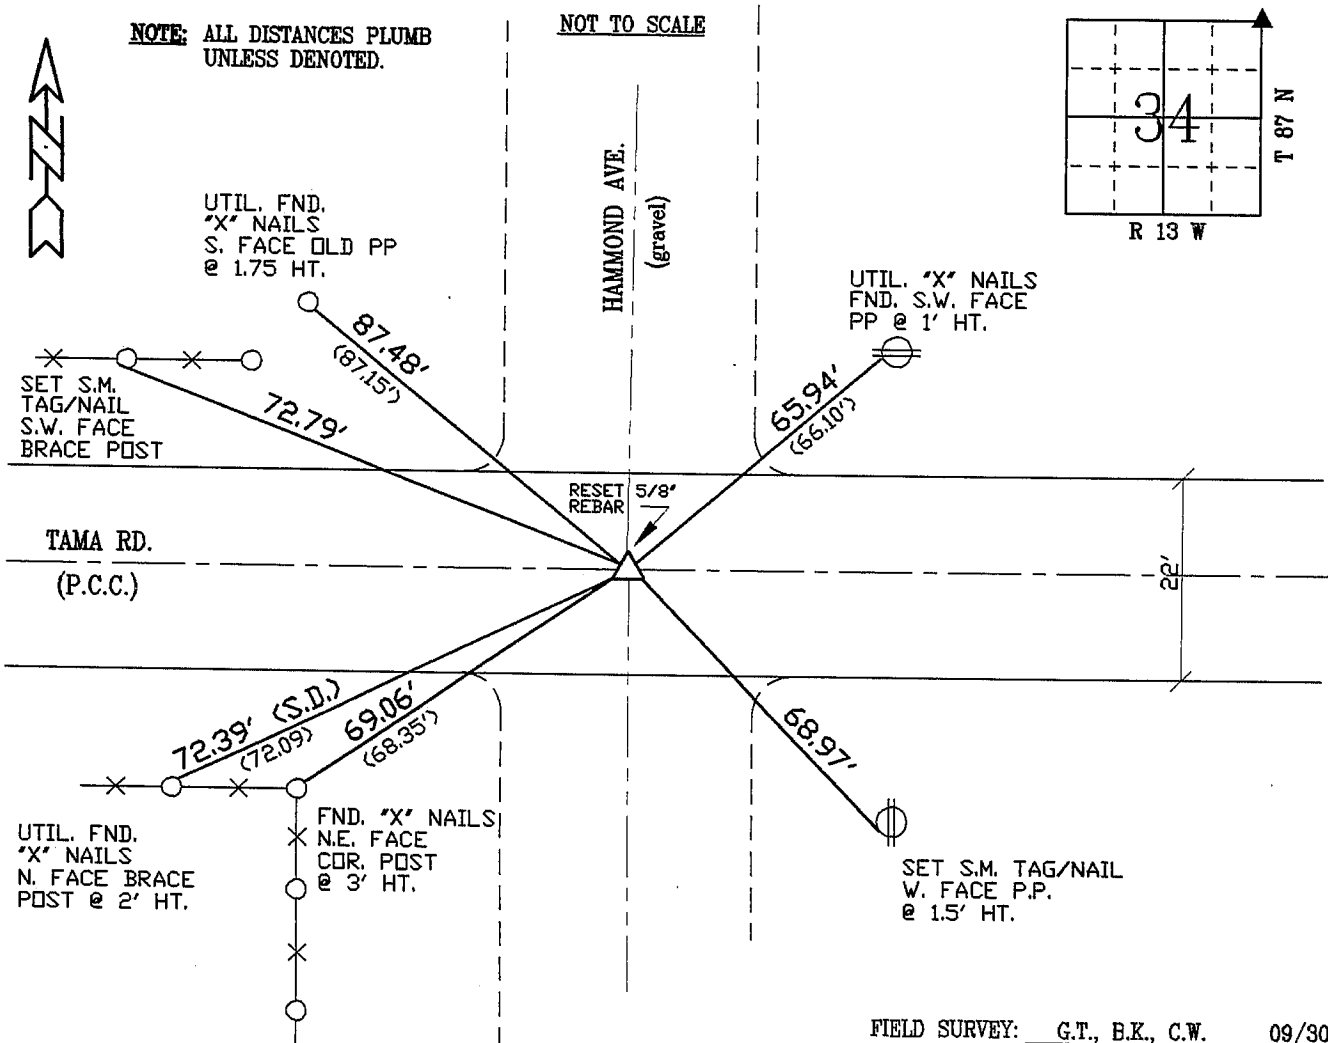 NOTE: ALL DISTANCES PLUMB
UNLESS DENOTED.
NOT TO SCALE
34
T 87 N
R 13 W
N
HAMMOND AVE.
(gravel)
UTIL. FND.
"X" NAILS
S. FACE OLD PP
@ 1.75 HT.
UTIL. "X" NAILS
FND. S.W. FACE
PP @ 1' HT.
87.48'
(87.15')
65.94'
(66.10')
SET S.M.
TAG/NAIL
S.W. FACE
BRACE POST
72.79'
RESET 5/8"
REBAR
TAMA RD.
(P.C.C.)
22'
72.39' (S.D.)
(72.09)
69.06'
(68.35')
68.97'
UTIL. FND.
"X" NAILS
N. FACE BRACE
POST @ 2' HT.
FND. "X" NAILS
N.E. FACE
COR. POST
@ 3' HT.
SET S.M. TAG/NAIL
W. FACE P.P.
@ 1.5' HT.
FIELD SURVEY: G.T., B.K., C.W. 09/30